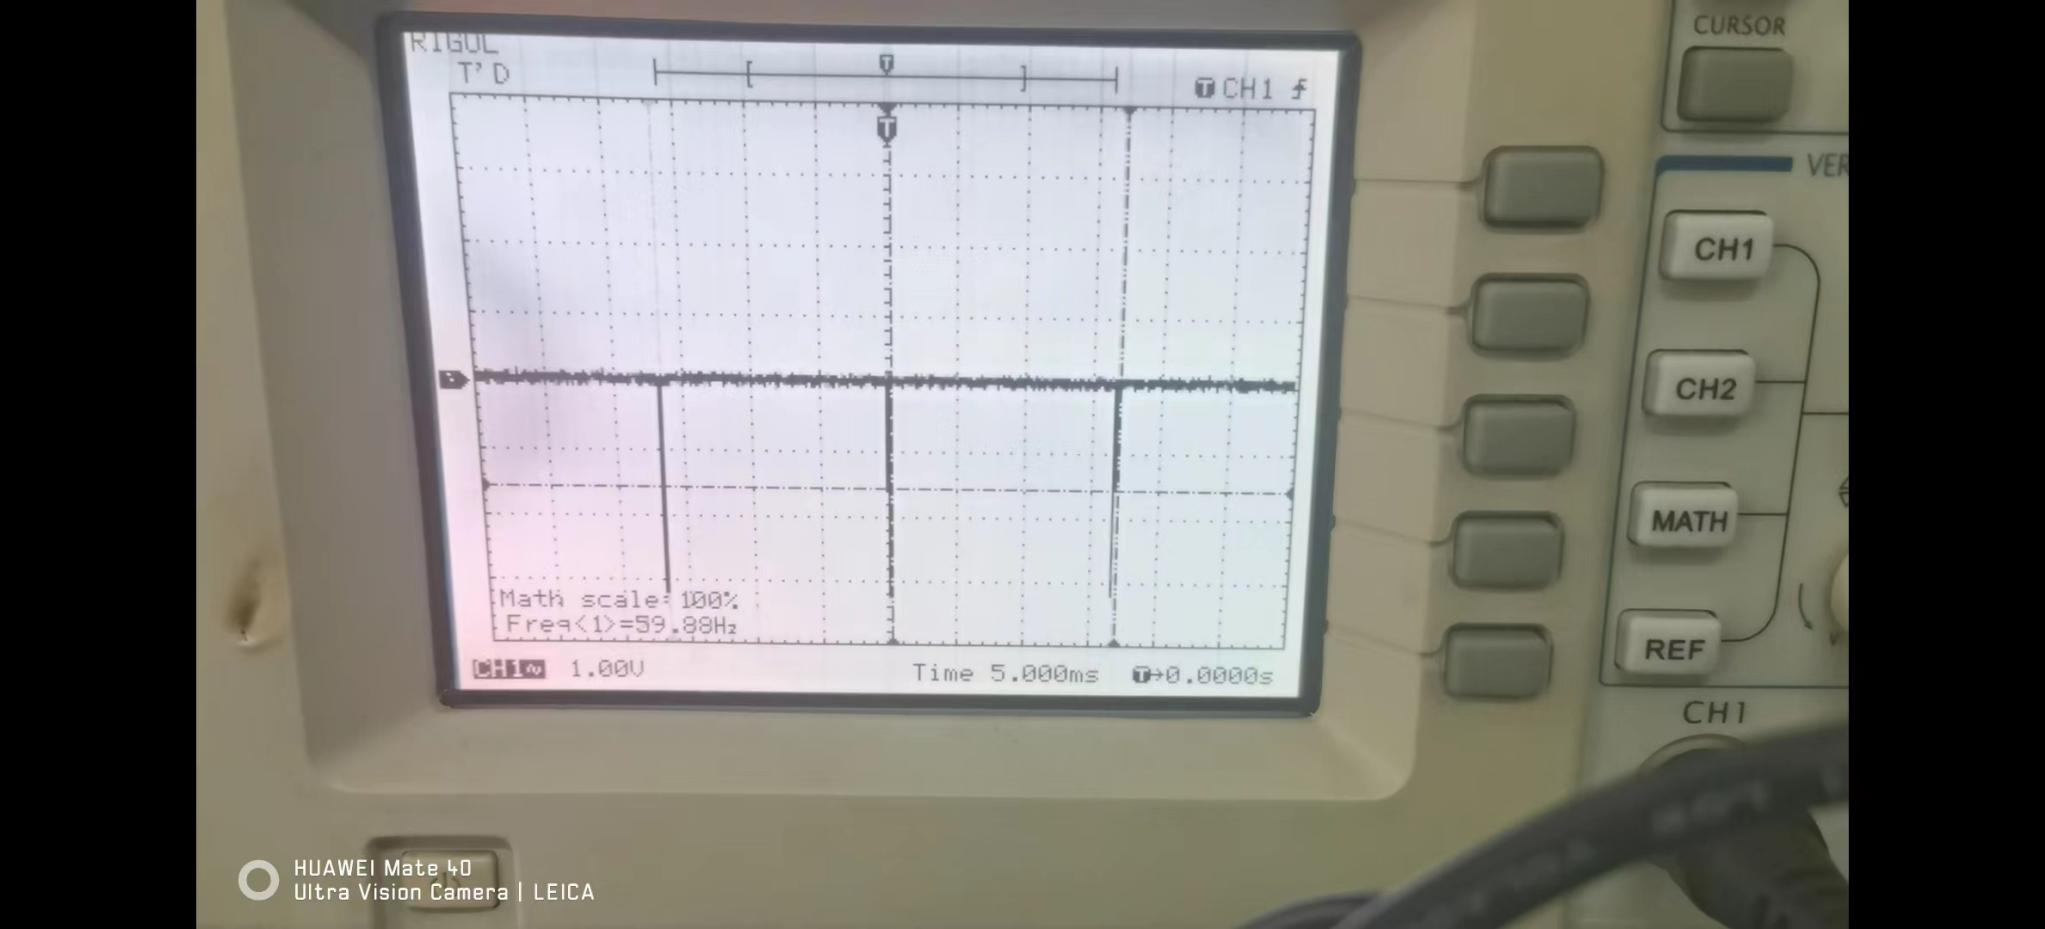 RIGOL
T'D
T
T CH1
T
Math scale: 100%
Freq(1)=59.88Hz
CH1 1.00V
Time 5.000ms
T→0.0000s
CURSOR
VER
CH1
CH2
MATH
REF
CH1
HUAWEI Mate 40
Ultra Vision Camera | LEICA